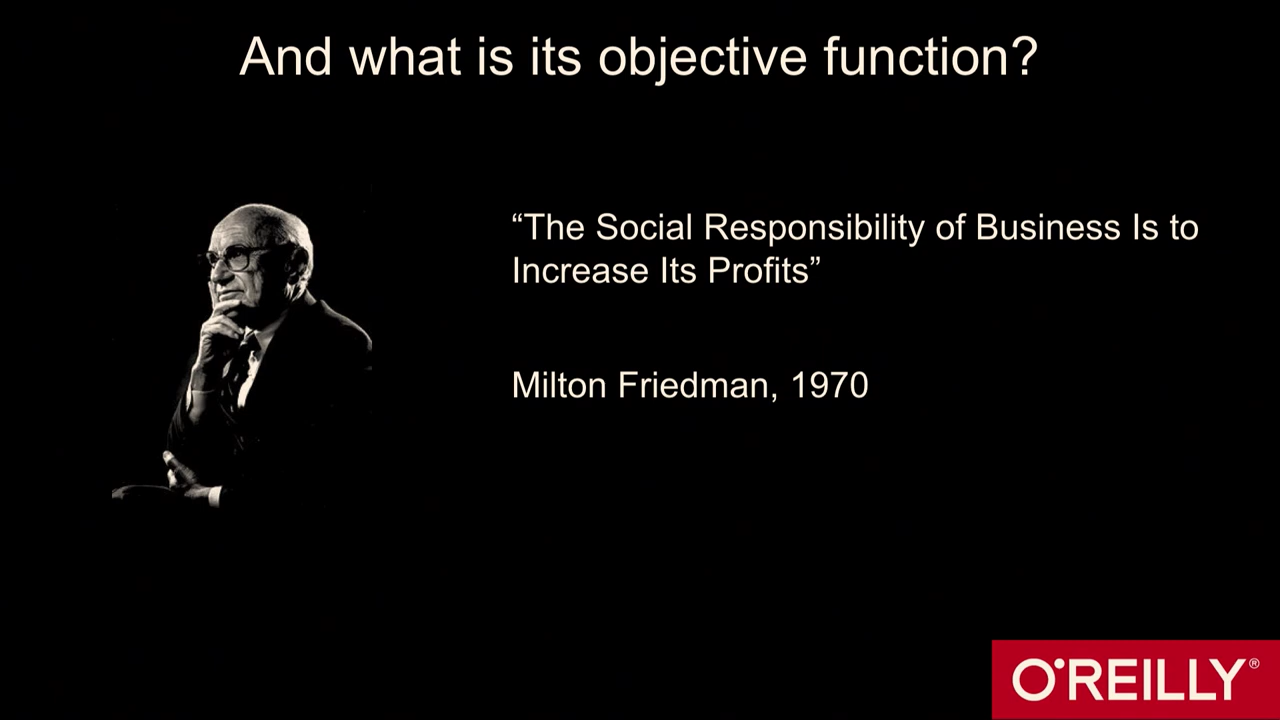 And what is its objective function?
“The Social Responsibility of Business Is to
Increase Its Profits”
Milton Friedman, 1970
O'REILLY®